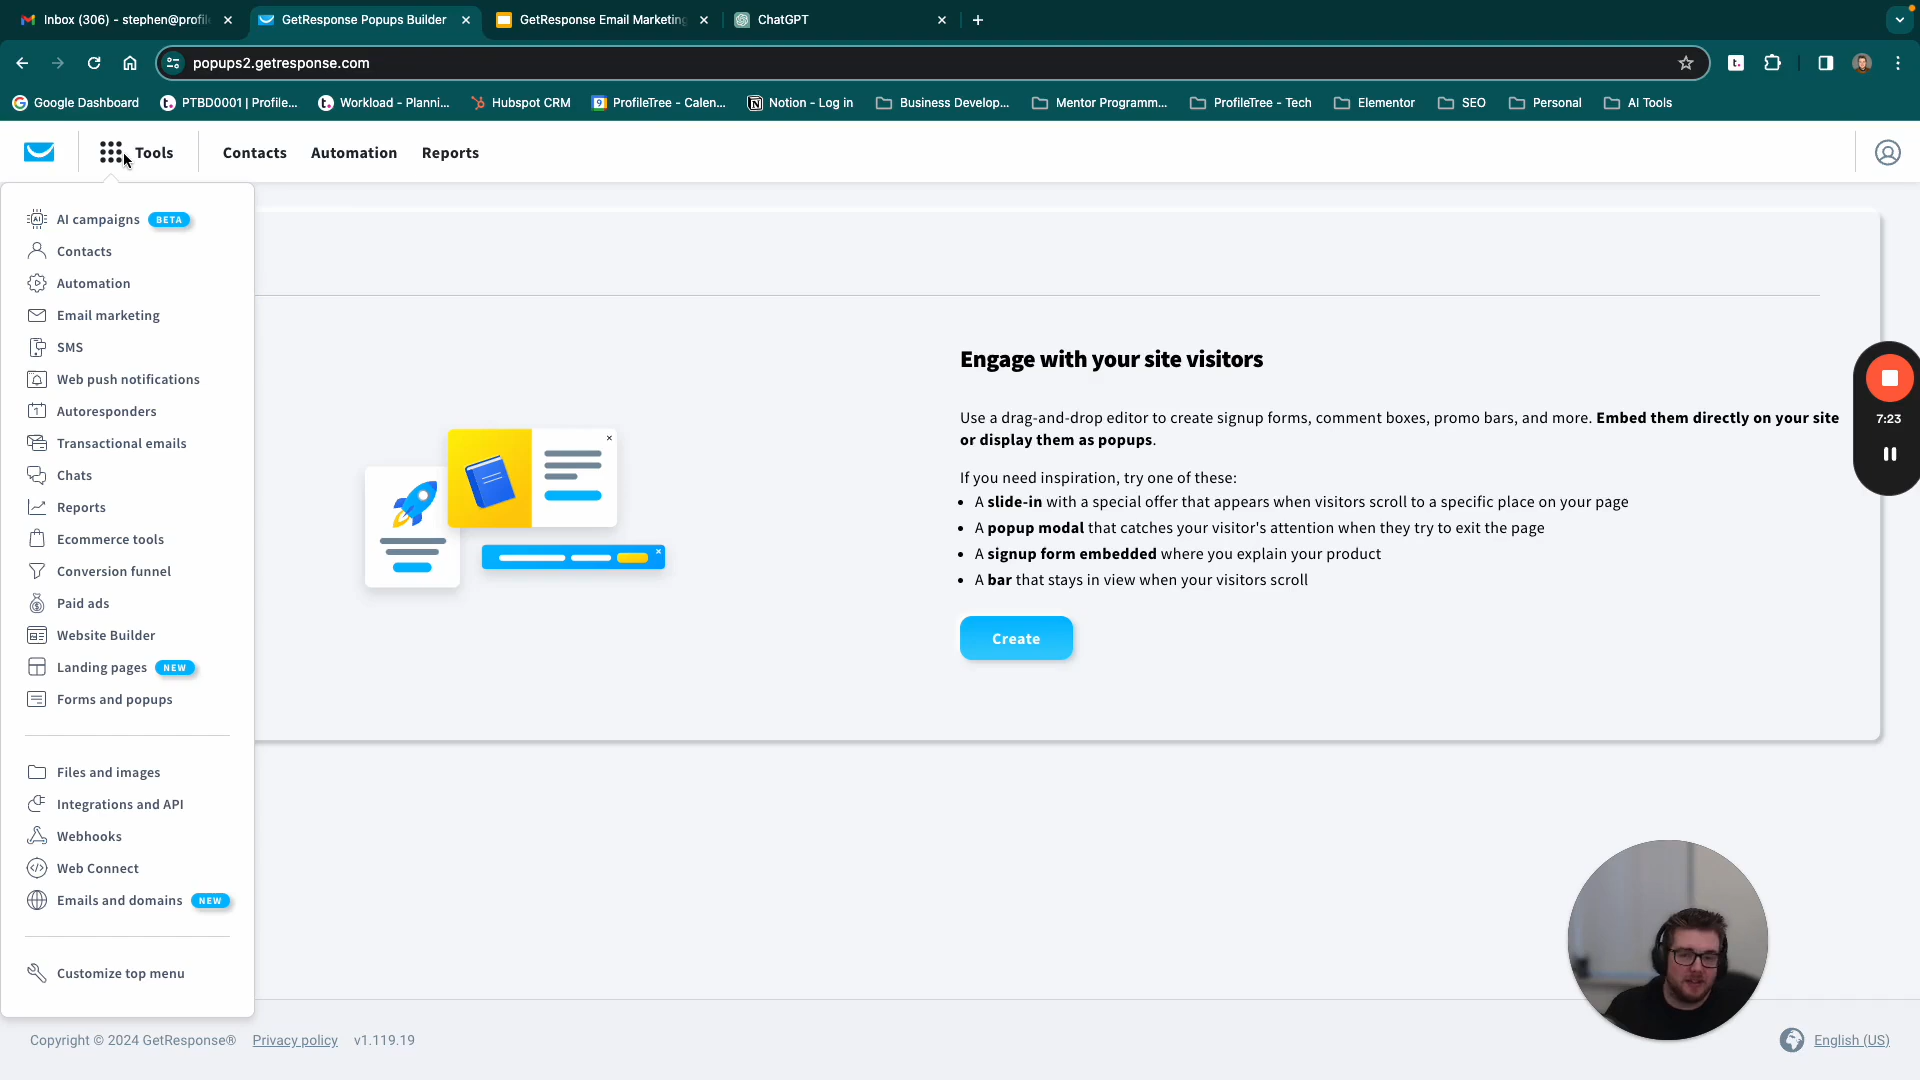 Inbox (306) - stephen@profil
GetResponse Popups Builder
GetResponse Email Marketing
ChatGPT
popups2.getresponse.com
t.
Google Dashboard
PTBD0001 | Profile...
Workload - Planni...
Hubspot CRM
ProfileTree - Calen...
Notion - Log in
Business Develop...
Mentor Programm...
ProfileTree - Tech
Elementor
SEO
Personal
AI Tools
Tools
Contacts
Automation
Reports
AI campaigns BETA
Contacts
Automation
Email marketing
SMS
Web push notifications
Autoresponders
Transactional emails
Chats
Reports
Ecommerce tools
Conversion funnel
Paid ads
Website Builder
Landing pages NEW
Forms and popups
Files and images
Integrations and API
Webhooks
Web Connect
Emails and domains NEW
Customize top menu
Engage with your site visitors
Use a drag-and-drop editor to create signup forms, comment boxes, promo bars, and more. Embed them directly on your site
or display them as popups.
If you need inspiration, try one of these:
• A slide-in with a special offer that appears when visitors scroll to a specific place on your page
• A popup modal that catches your visitor's attention when they try to exit the page
• A signup form embedded where you explain your product
• A bar that stays in view when your visitors scroll
Create
7:23
Copyright © 2024 GetResponse® Privacy policy v1.119.19
English (US)